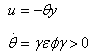 u = −θy
θ̇ = γεϕγ > 0